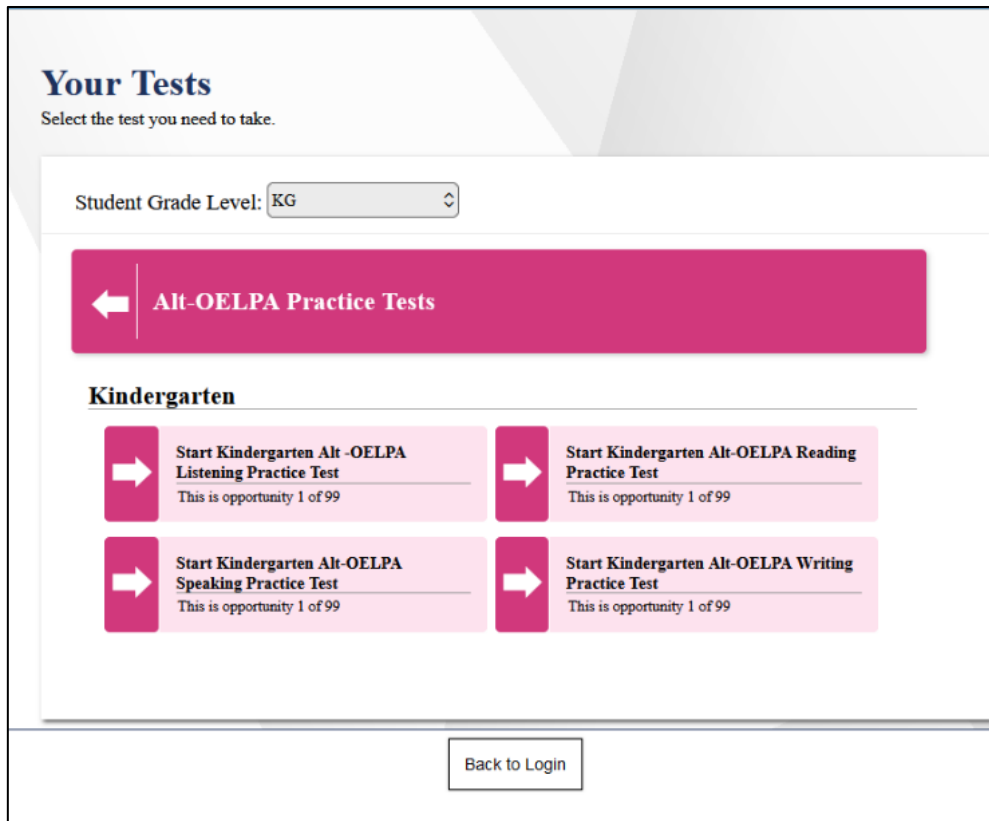 Your Tests
Select the test you need to take.
Student Grade Level: KG
Alt-OELPA Practice Tests
Kindergarten
Start Kindergarten Alt -OELPA
Listening Practice Test
This is opportunity 1 of 99
Start Kindergarten Alt-OELPA Reading
Practice Test
This is opportunity 1 of 99
Start Kindergarten Alt-OELPA
Speaking Practice Test
This is opportunity 1 of 99
Start Kindergarten Alt-OELPA Writing
Practice Test
This is opportunity 1 of 99
Back to Login